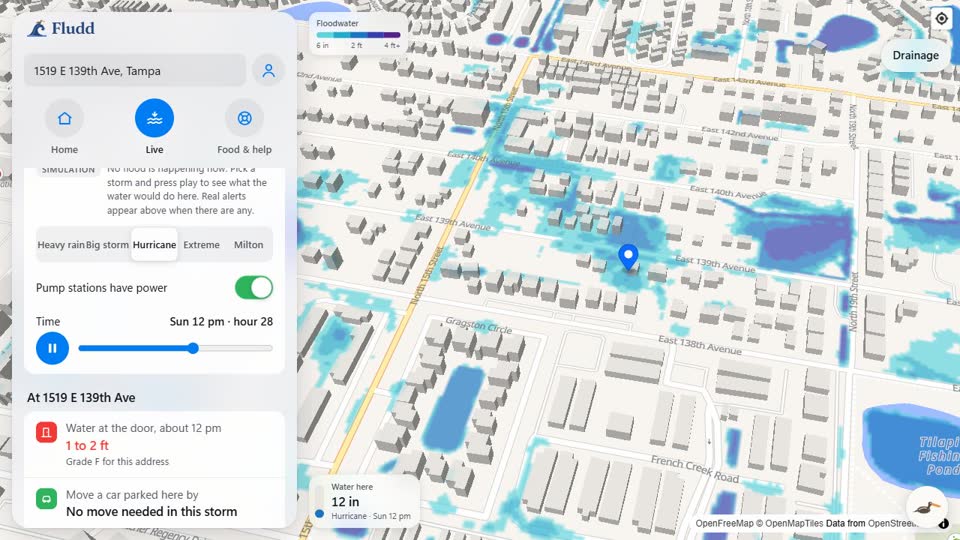 Fludd
1519 E 139th Ave, Tampa
Home
Live
Food & help
SIMULATION
No flood is happening now. Pick a
storm and press play to see what the
water would do here. Real alerts
appear above when there are any.
Heavy rain
Big storm
Hurricane
Extreme
Milton
Pump stations have power
Time
Sun 12 pm · hour 28
At 1519 E 139th Ave
Water at the door, about 12 pm
1 to 2 ft
Grade F for this address
Move a car parked here by
No move needed in this storm
Floodwater
6 in
2 ft
4 ft+
Drainage
East 143rd Avenue
East 142nd Avenue
East 140th Avenue
East 140th Avenue
East 139th Avenue
East 139th Avenue
East 138th Avenue
North 15th Street
North 19th Street
Gragston Circle
French Creek Road
Tilapi
Fishin
Pond
Water here
12 in
Hurricane · Sun 12 pm
OpenFreeMap © OpenMapTiles Data from OpenStree